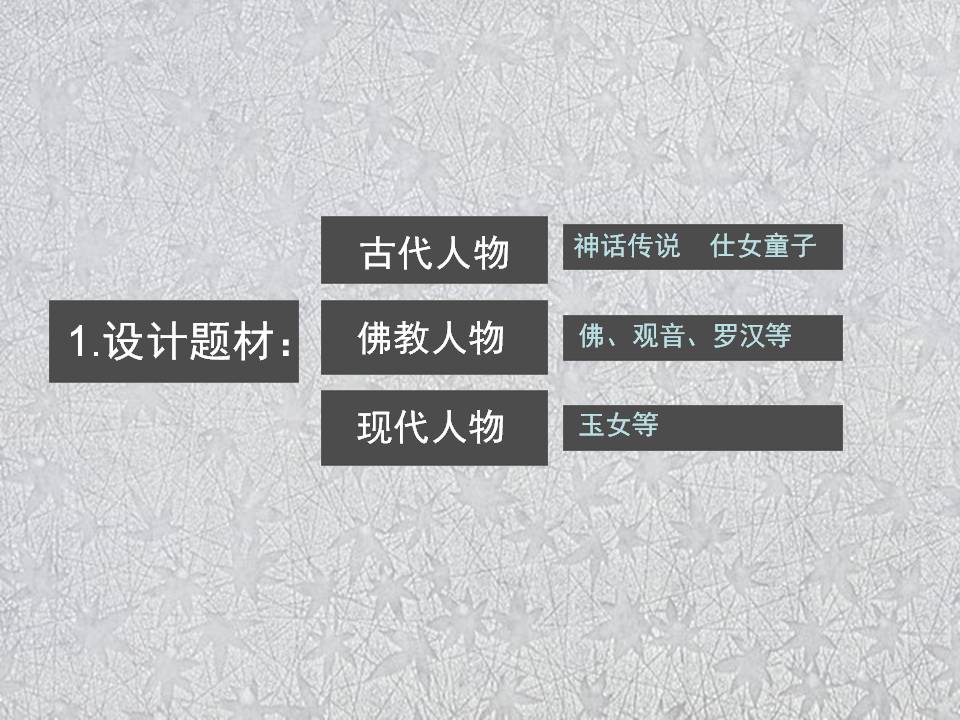 1.设计题材：
古代人物
神话传说 仕女童子
佛教人物
佛、观音、罗汉等
现代人物
玉女等